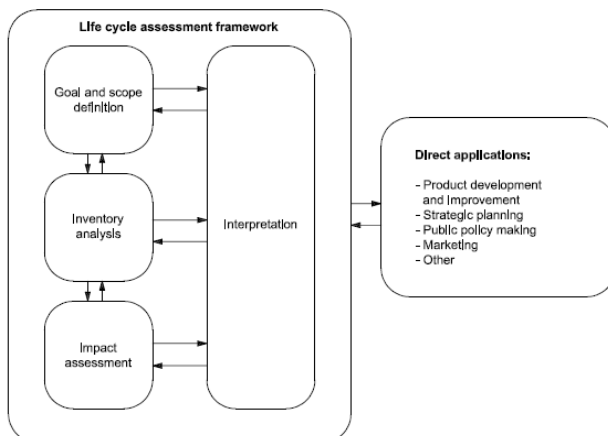 Life cycle assessment framework
Goal and scope
definition
Inventory
analysis
Impact
assessment
Interpretation
Direct applications:
- Product development
and improvement
- Strategic planning
- Public policy making
- Marketing
- Other